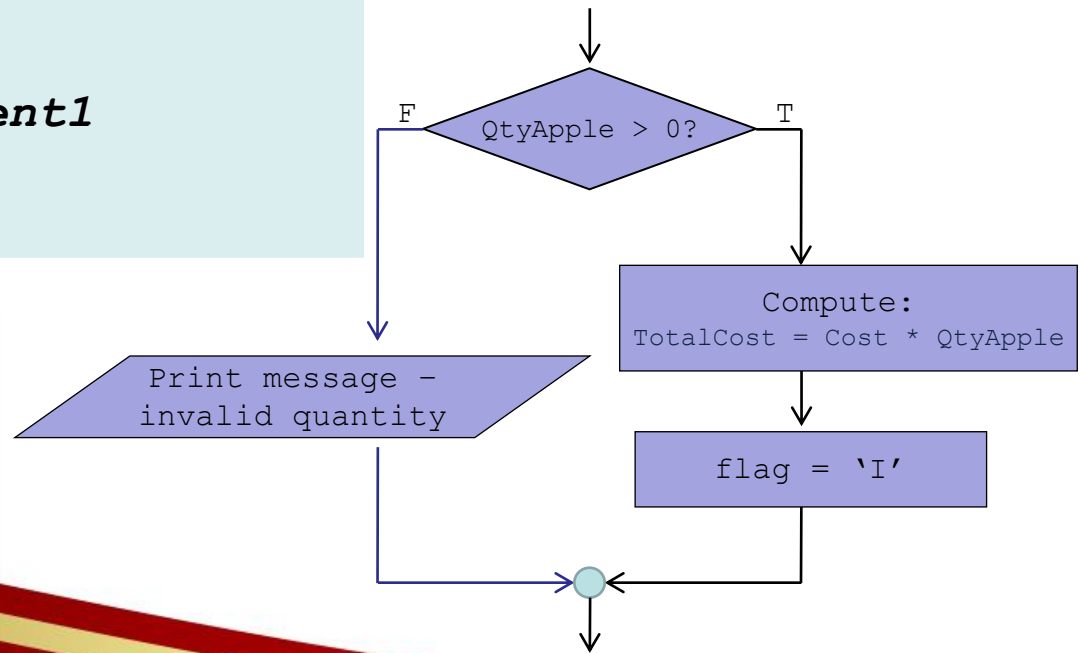 ent1
F
QtyApple > 0?
T
Compute:
TotalCost = Cost * QtyApple
Print message –
invalid quantity
flag = ‘I’